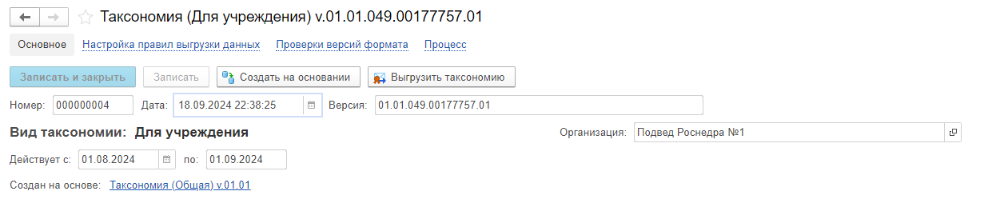 Таксономия (Для учреждения) v.01.01.049.00177757.01
Основное Настройка правил выгрузки данных Проверки версий формата Процесс
Записать и закрыть Записать Создать на основании Выгрузить таксономию
Номер: 000000004 Дата: 18.09.2024 22:38:25 Версия: 01.01.049.00177757.01
Вид таксономии: Для учреждения Организация: Подвед Роснедра №1
Действует с: 01.08.2024 по: 01.09.2024
Создан на основе: Таксономия (Общая) v.01.01